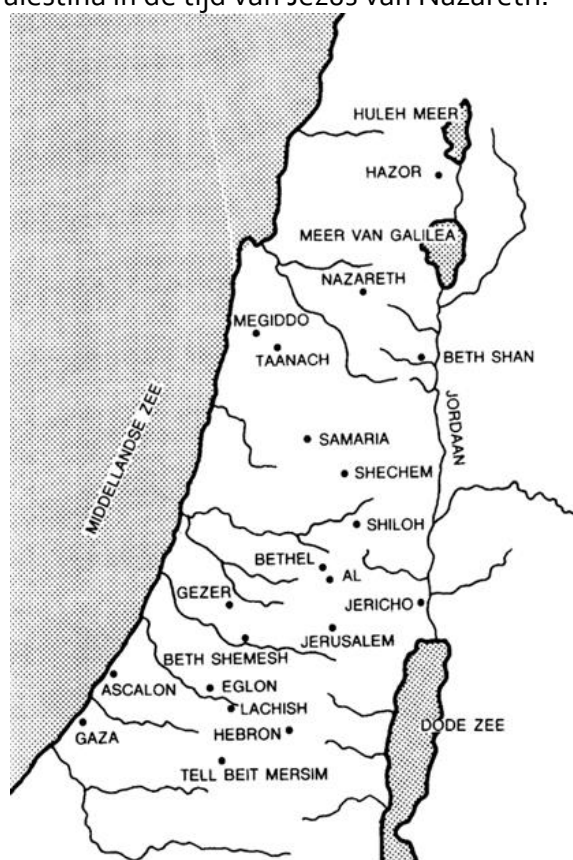 alestina in de tijd van Jezus van Nazareth.
HULEH MEER
HAZOR
MEER VAN GALILEA
NAZARETH
MEGIDDO
TAANACH
BETH SHAN
JORDAAN
MIDDELLANDSE ZEE
SAMARIA
SHECHEM
SHILOH
BETHEL
AL
GEZER
JERICHO
JERUSALEM
BETH SHEMESH
ASCALON
EGLON
LACHISH
GAZA
HEBRON
DODE ZEE
TELL BEIT MERSIM